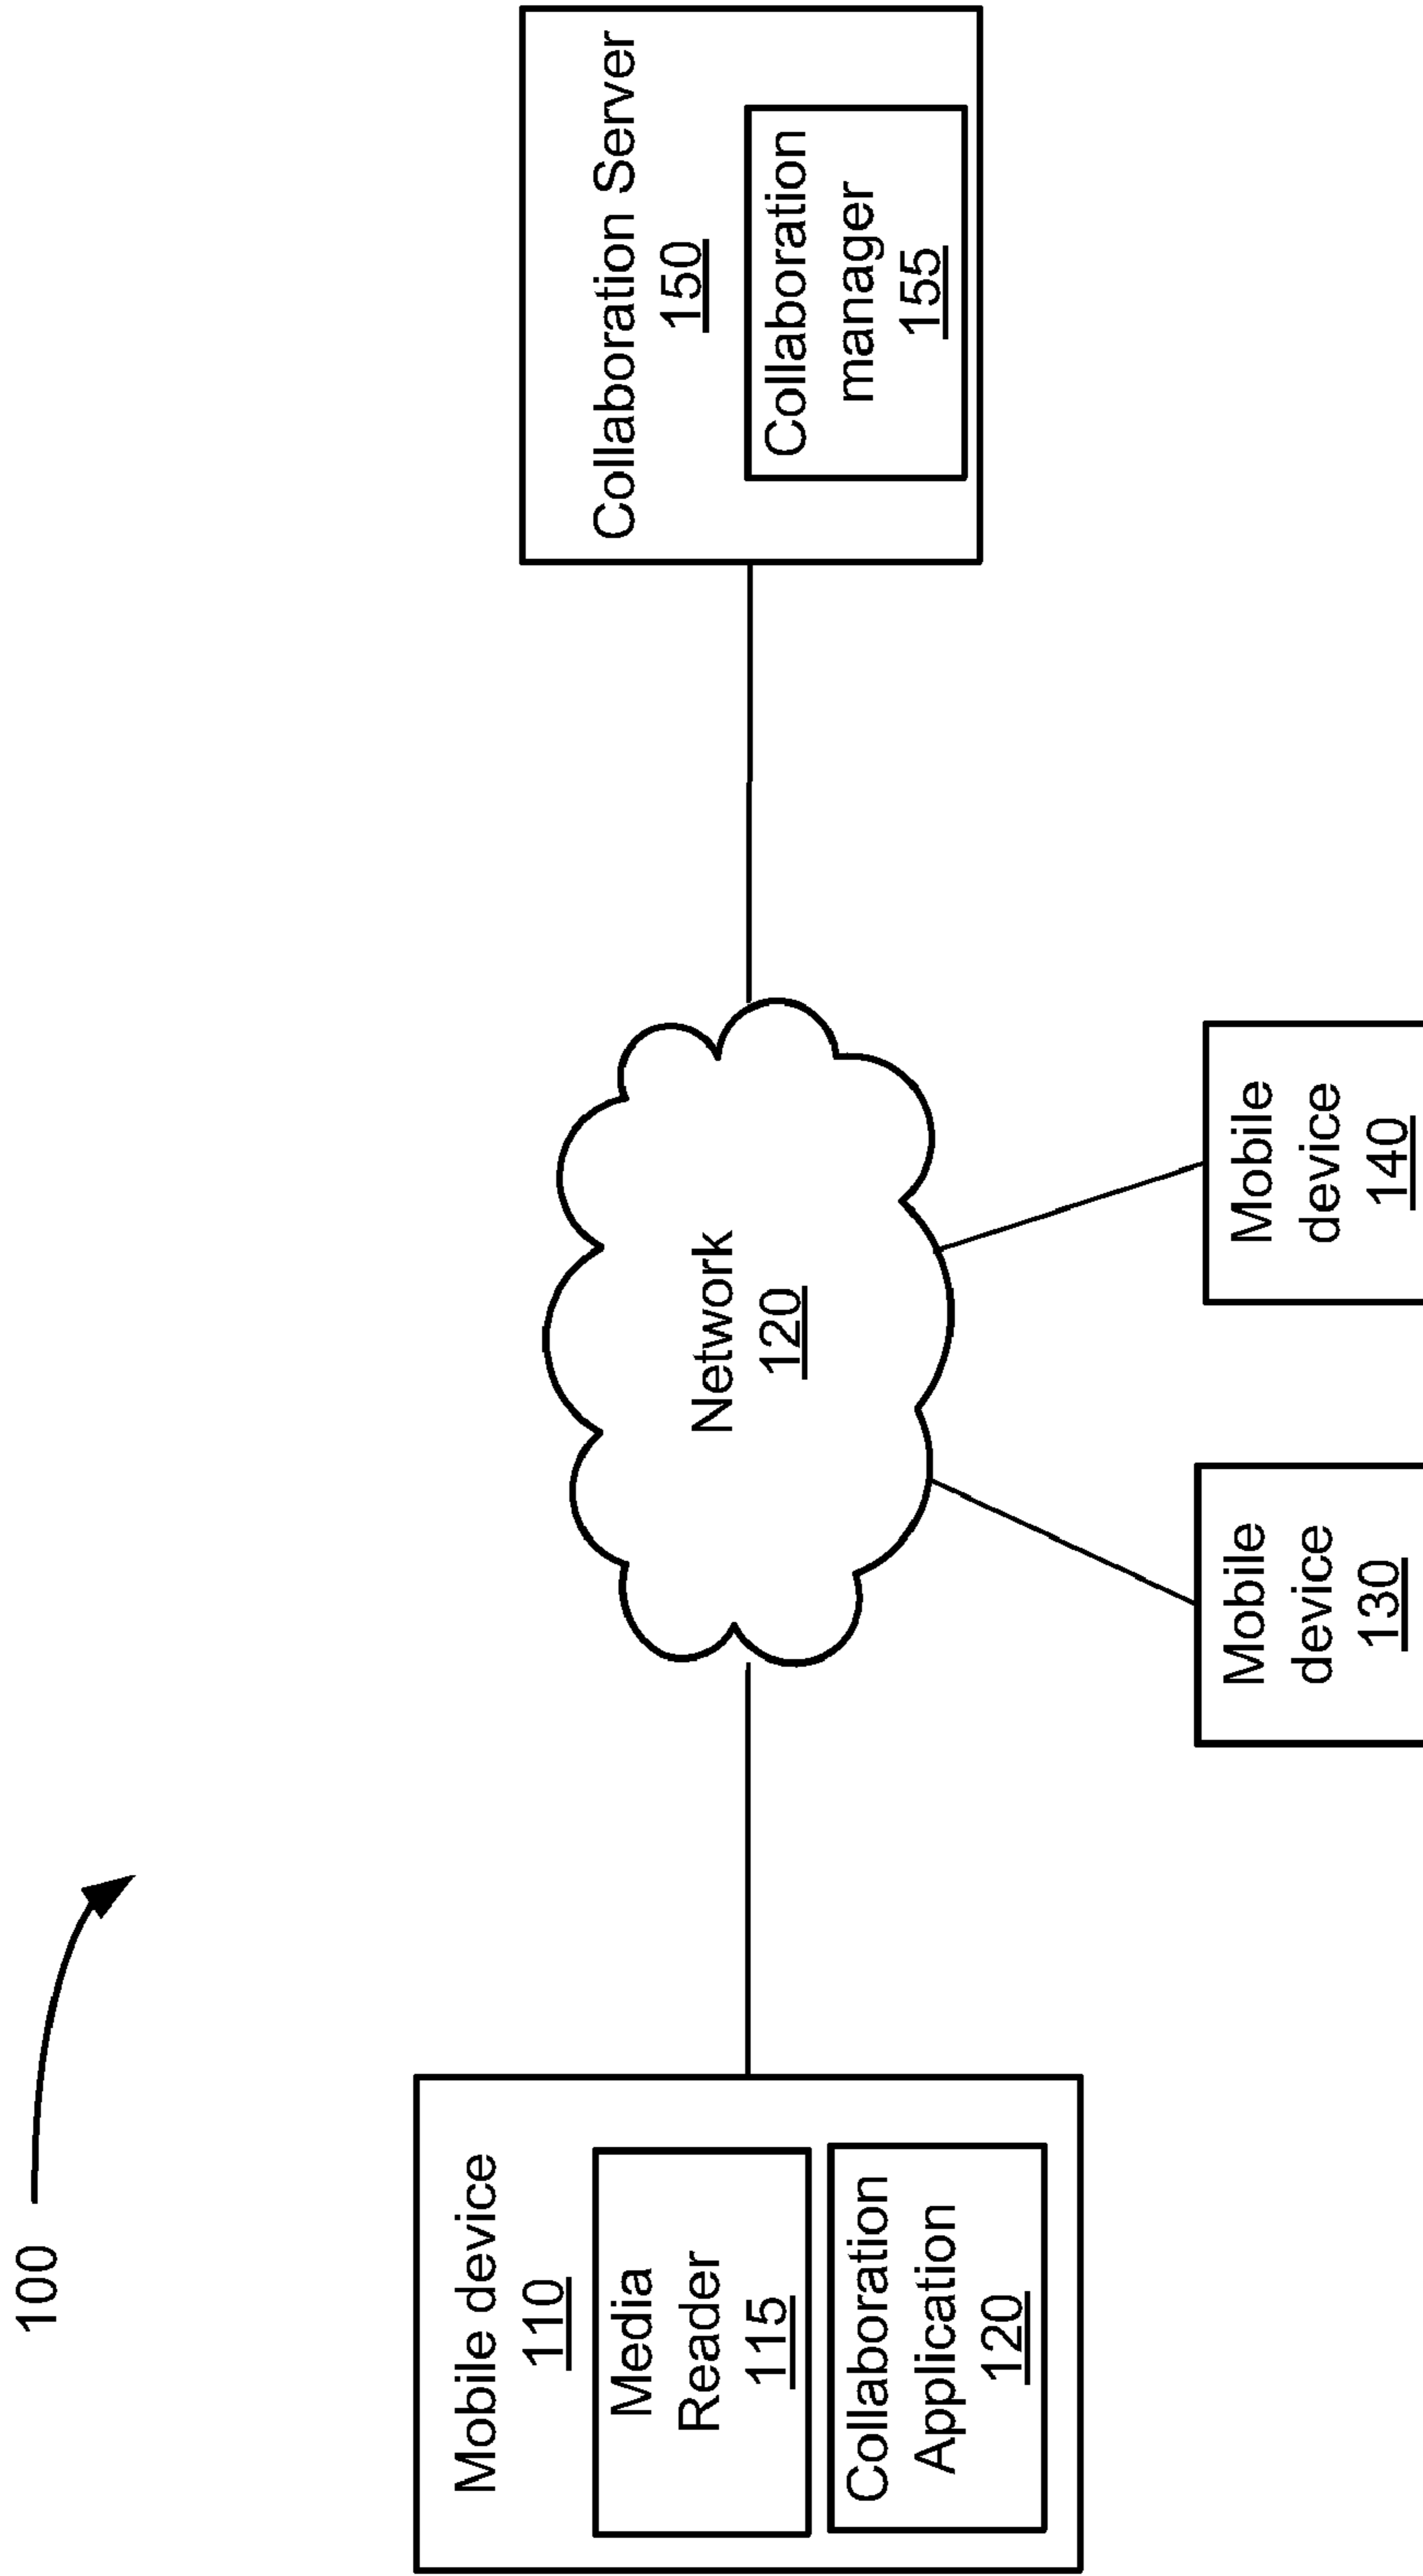 100
Mobile device
110
Media
Reader
115
Collaboration
Application
120
Network
120
Mobile
device
130
Mobile
device
140
Collaboration Server
150
Collaboration
manager
155